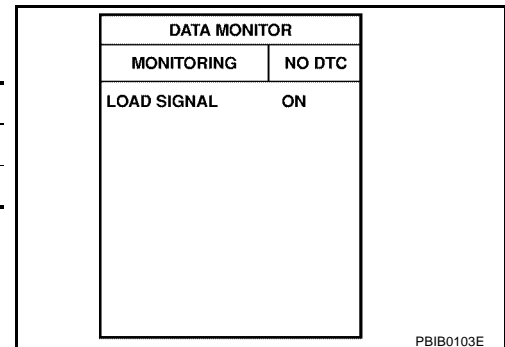 DATA MONITOR
MONITORING NO DTC
LOAD SIGNAL ON
PBIB0103E